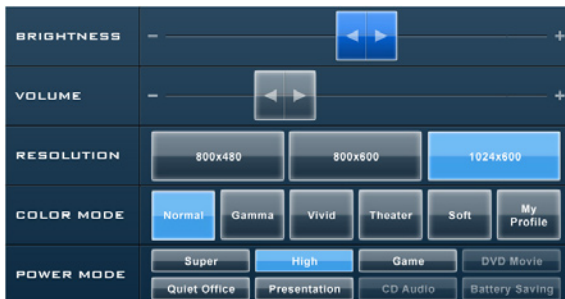 BRIGHTNESS
VOLUME
RESOLUTION 800x480 800x600 1024x600
COLOR MODE Normal Gamma Vivid Theater Soft My Profile
POWER MODE Super High Game DVD Movie
Quiet Office Presentation CD Audio Battery Saving